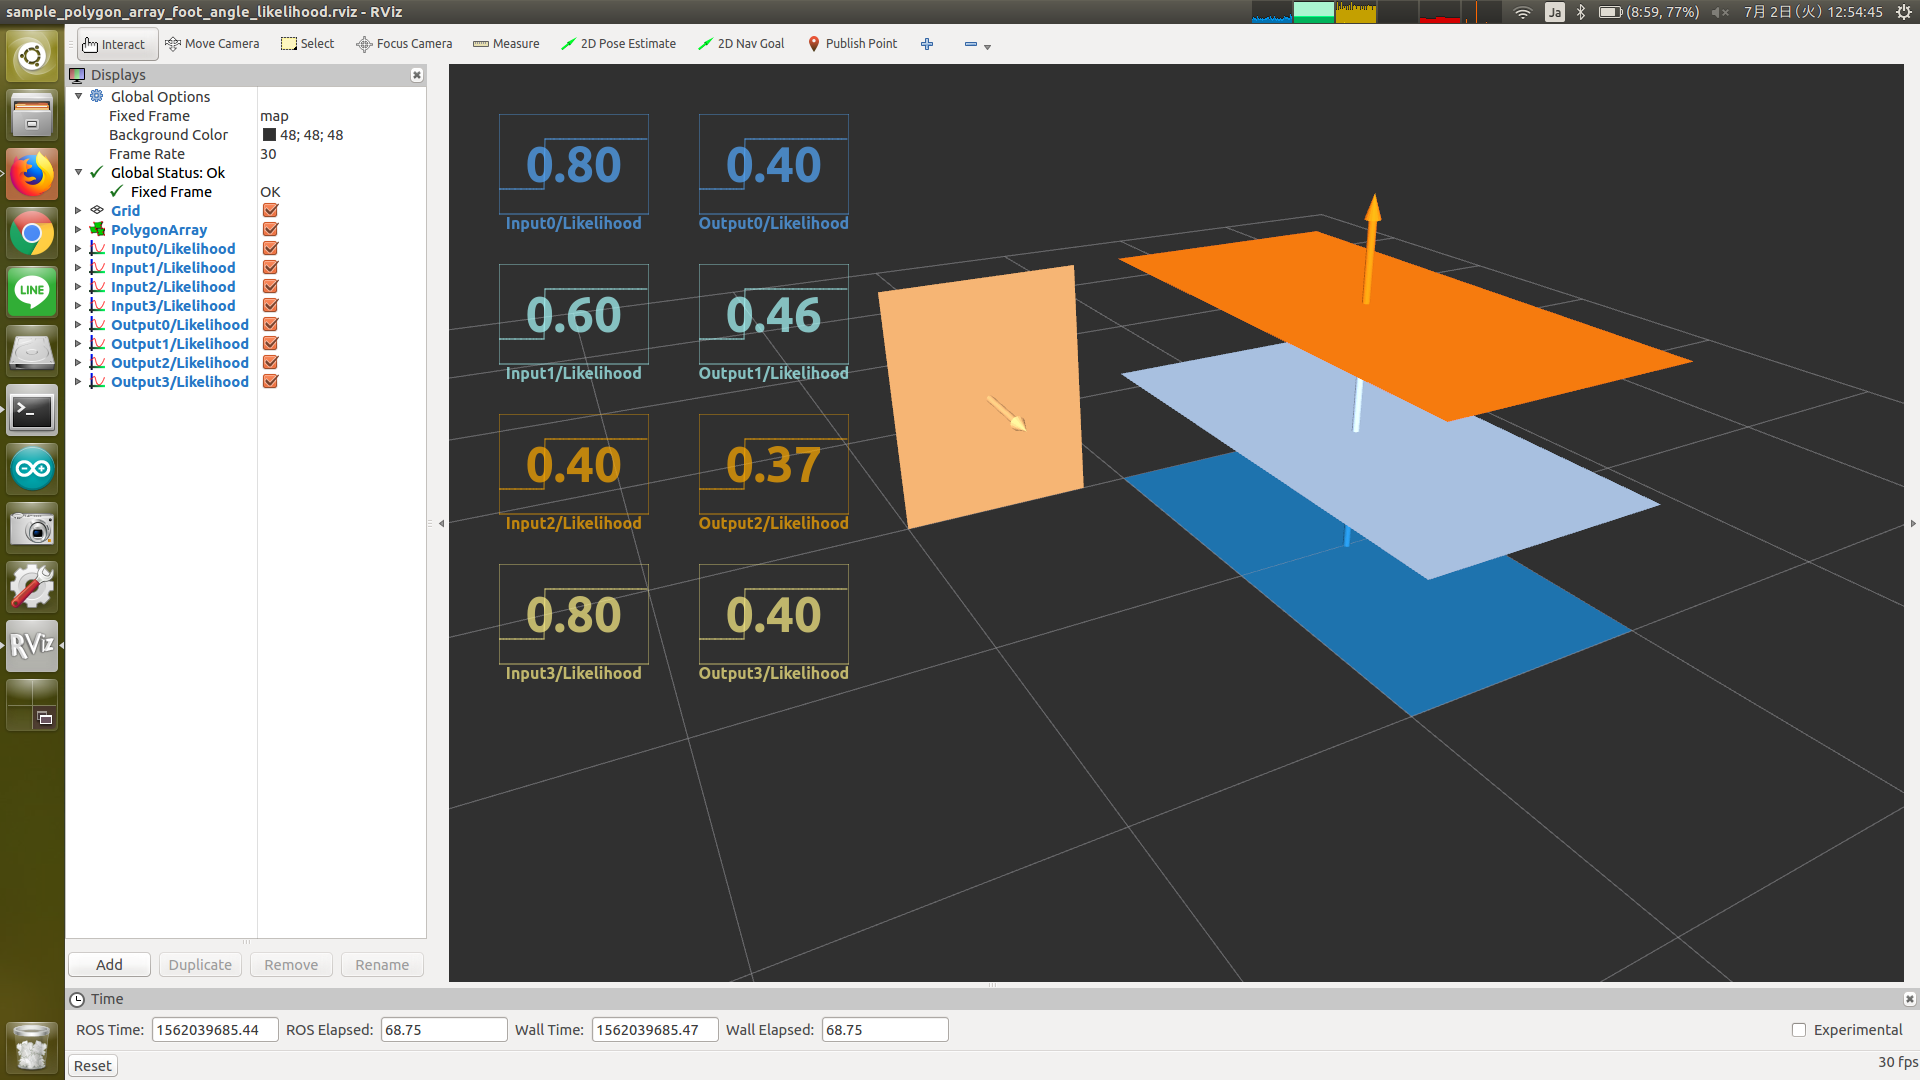 sample_polygon_array_foot_angle_likelihood.rviz - RViz
Ja (8:59, 77%) 7月 2日(火) 12:54:45
Interact Move Camera Select Focus Camera Measure 2D Pose Estimate 2D Nav Goal Publish Point
Displays
Global Options
Fixed Frame map
Background Color 48; 48; 48
Frame Rate 30
Global Status: Ok
Fixed Frame OK
Grid
PolygonArray
Input0/Likelihood
Input1/Likelihood
Input2/Likelihood
Input3/Likelihood
Output0/Likelihood
Output1/Likelihood
Output2/Likelihood
Output3/Likelihood
Add Duplicate Remove Rename
0.80 0.40
Input0/Likelihood Output0/Likelihood
0.60 0.46
Input1/Likelihood Output1/Likelihood
0.40 0.37
Input2/Likelihood Output2/Likelihood
0.80 0.40
Input3/Likelihood Output3/Likelihood
LINE
RViz
Time
ROS Time: 1562039685.44 ROS Elapsed: 68.75 Wall Time: 1562039685.47 Wall Elapsed: 68.75 Experimental
Reset 30 fps